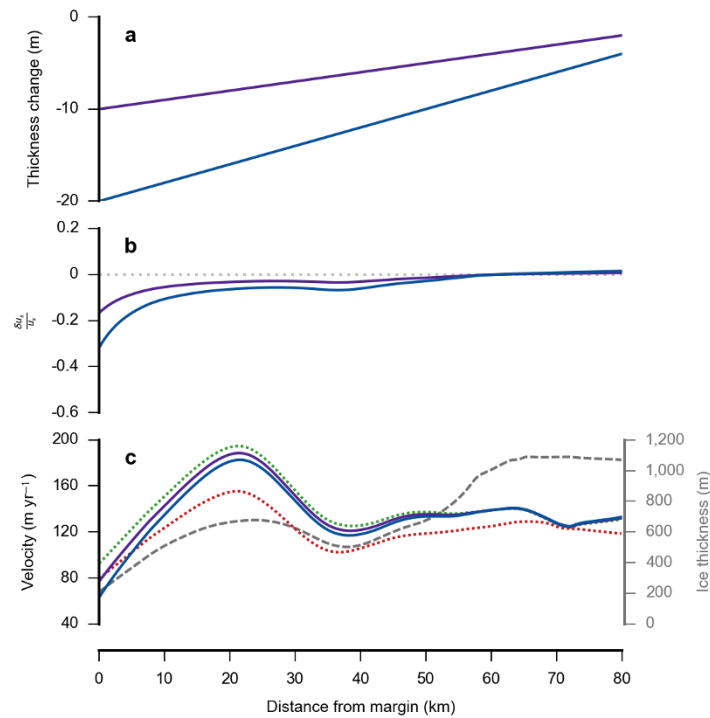 0
-10
-20
Thickness change (m)
a
0.2
0
-0.2
-0.4
-0.6
δuₛ
uₛ
b
200
160
120
80
40
Velocity (m yr⁻¹)
c
1,200
1,000
800
600
400
200
0
Ice thickness (m)
0 10 20 30 40 50 60 70 80
Distance from margin (km)